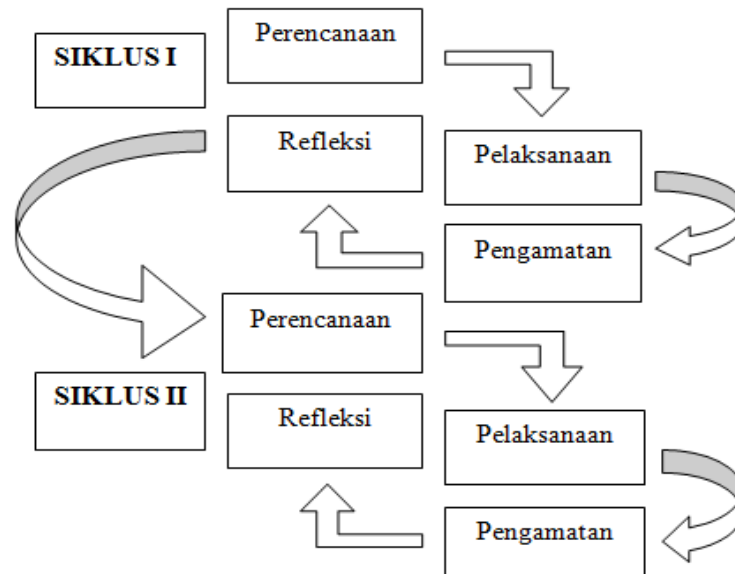 SIKLUS I
Perencanaan
Refleksi
Pelaksanaan
Pengamatan
Perencanaan
SIKLUS II
Refleksi
Pelaksanaan
Pengamatan